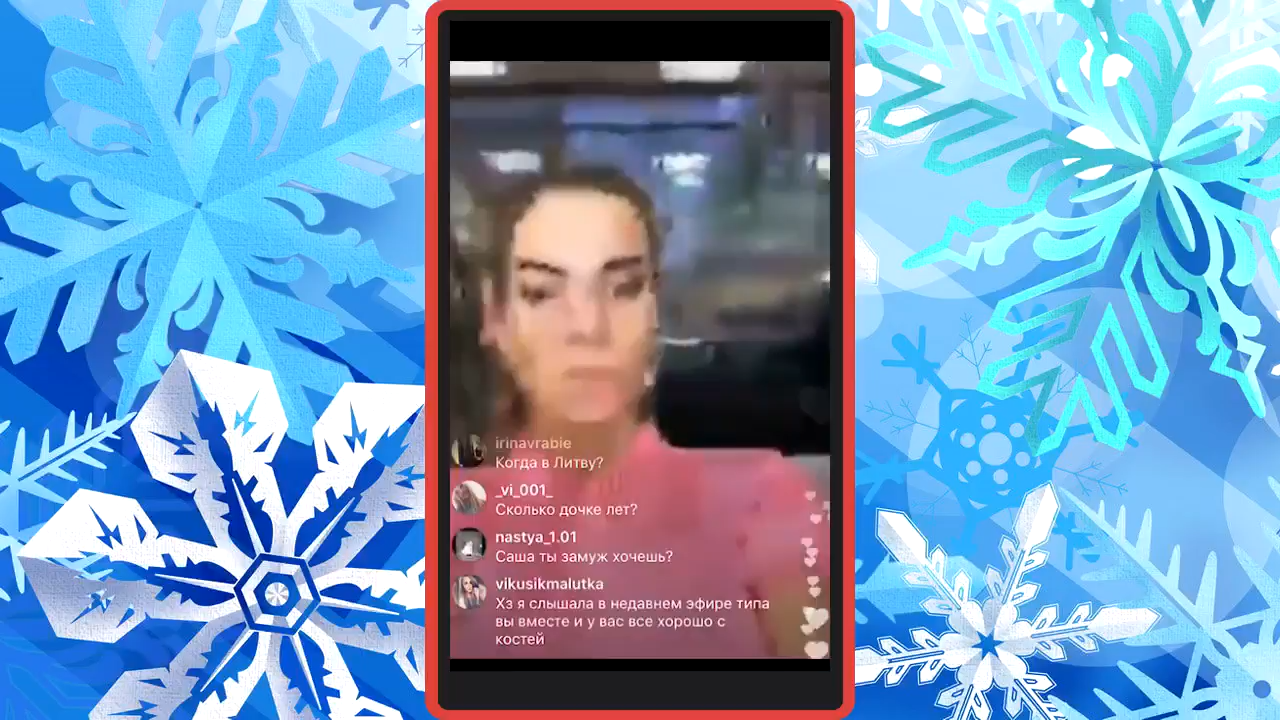 irinavrabie
Когда в Литву?
_vi_001_
Сколько дочке лет?
nastya_1.01
Саша ты замуж хочешь?
vikusikmalutka
Хз я слышала в недавнем эфире типа
вы вместе и у вас все хорошо с
костей